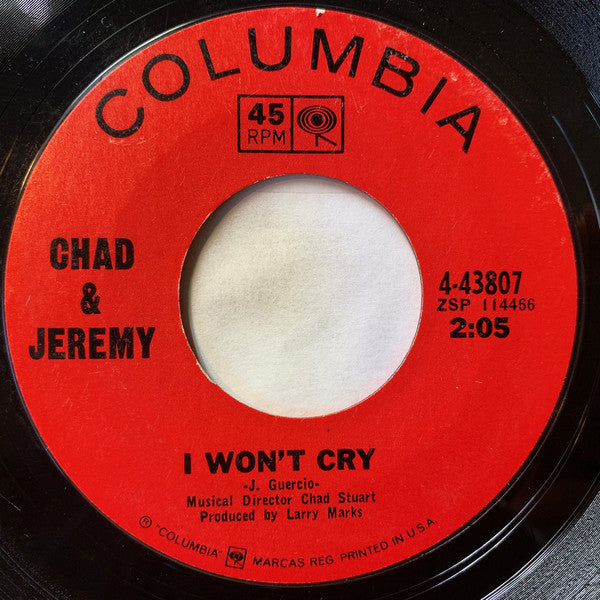 COLUMBIA
45
RPM
CHAD
&
JEREMY
4-43807
ZSP 114466
2:05
I WON'T CRY
-J. Guercio-
Musical Director Chad Stuart
Produced by Larry Marks
® "COLUMBIA" MARCAS REG. PRINTED IN U.S.A.